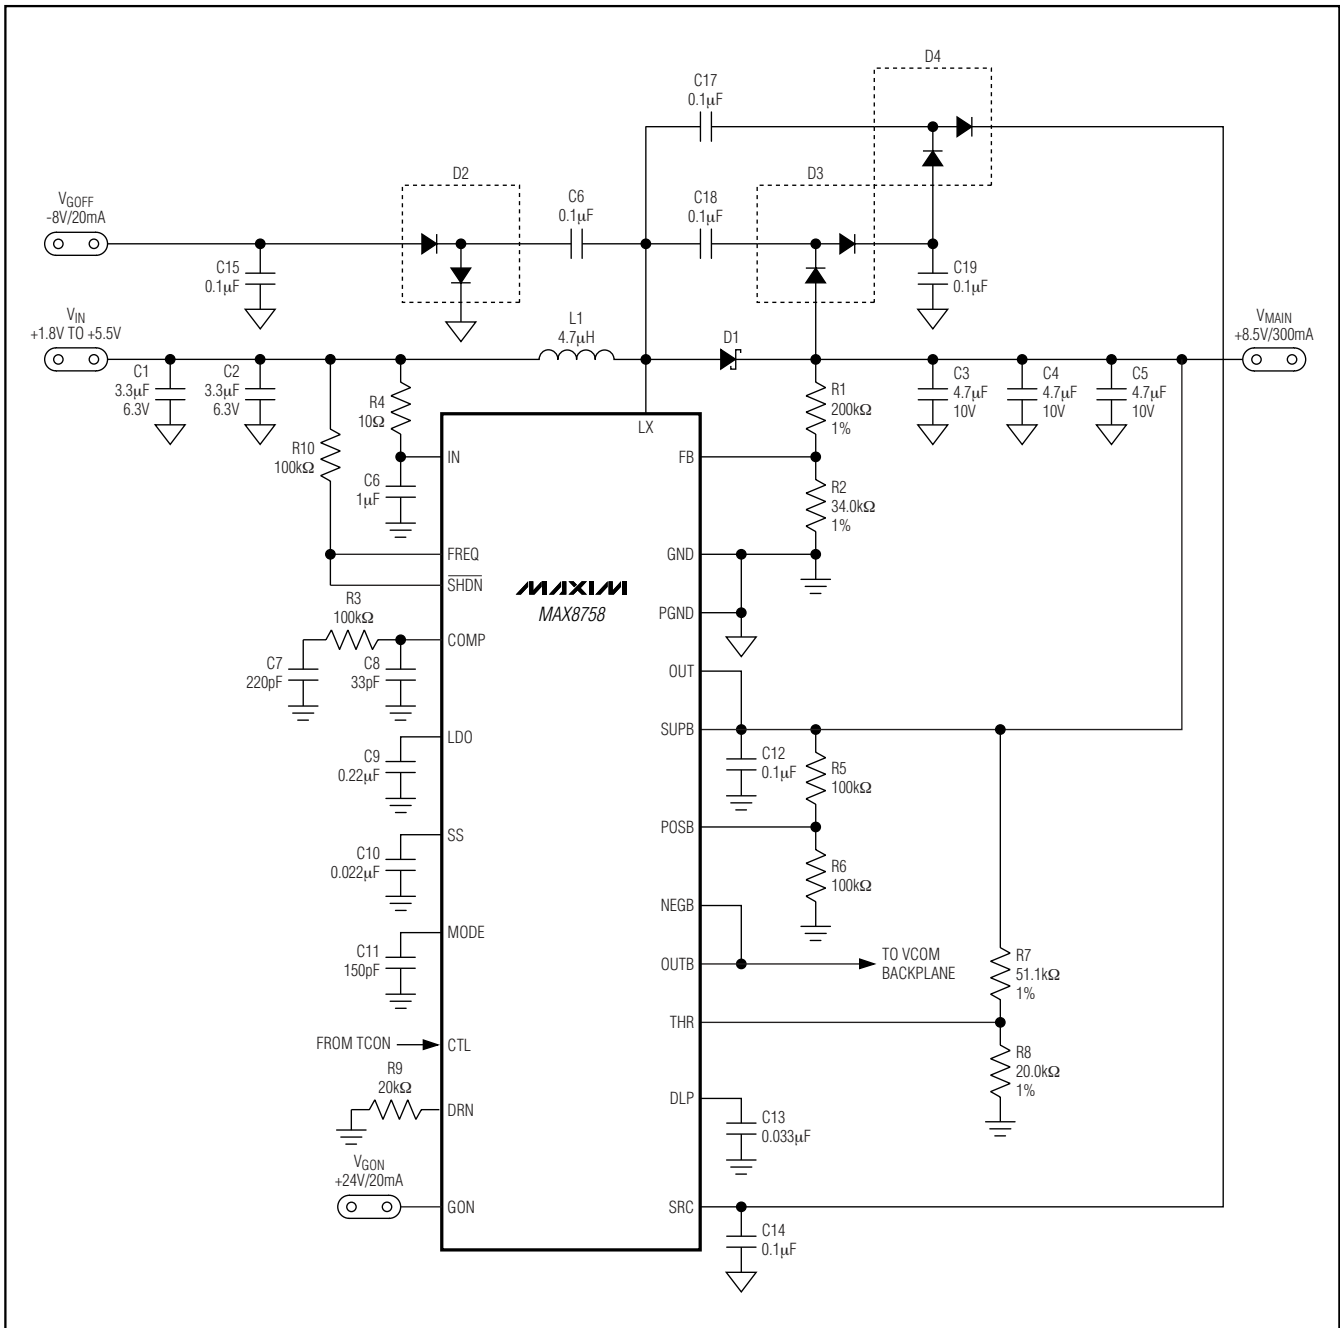 D4
C17
0.1µF
D2
D3
C6
0.1µF
C18
0.1µF
VGOFF
-8V/20mA
C15
0.1µF
C19
0.1µF
VIN
+1.8V TO +5.5V
L1
4.7µH
D1
VMAIN
+8.5V/300mA
C1
3.3µF
6.3V
C2
3.3µF
6.3V
R4
10Ω
R10
100kΩ
C6
1µF
R1
200kΩ
1%
C3
4.7µF
10V
C4
4.7µF
10V
C5
4.7µF
10V
R2
34.0kΩ
1%
LX
IN
FB
FREQ
GND
SHDN
MAXIM
MAX8758
PGND
R3
100kΩ
COMP
C7
220pF
C8
33pF
OUT
SUPB
LDO
C9
0.22µF
C12
0.1µF
R5
100kΩ
POSB
SS
C10
0.022µF
R6
100kΩ
NEGB
MODE
C11
150pF
OUTB
TO VCOM
BACKPLANE
R7
51.1kΩ
1%
THR
FROM TCON
CTL
R8
20.0kΩ
1%
R9
20kΩ
DRN
DLP
C13
0.033µF
VGON
+24V/20mA
GON
SRC
C14
0.1µF